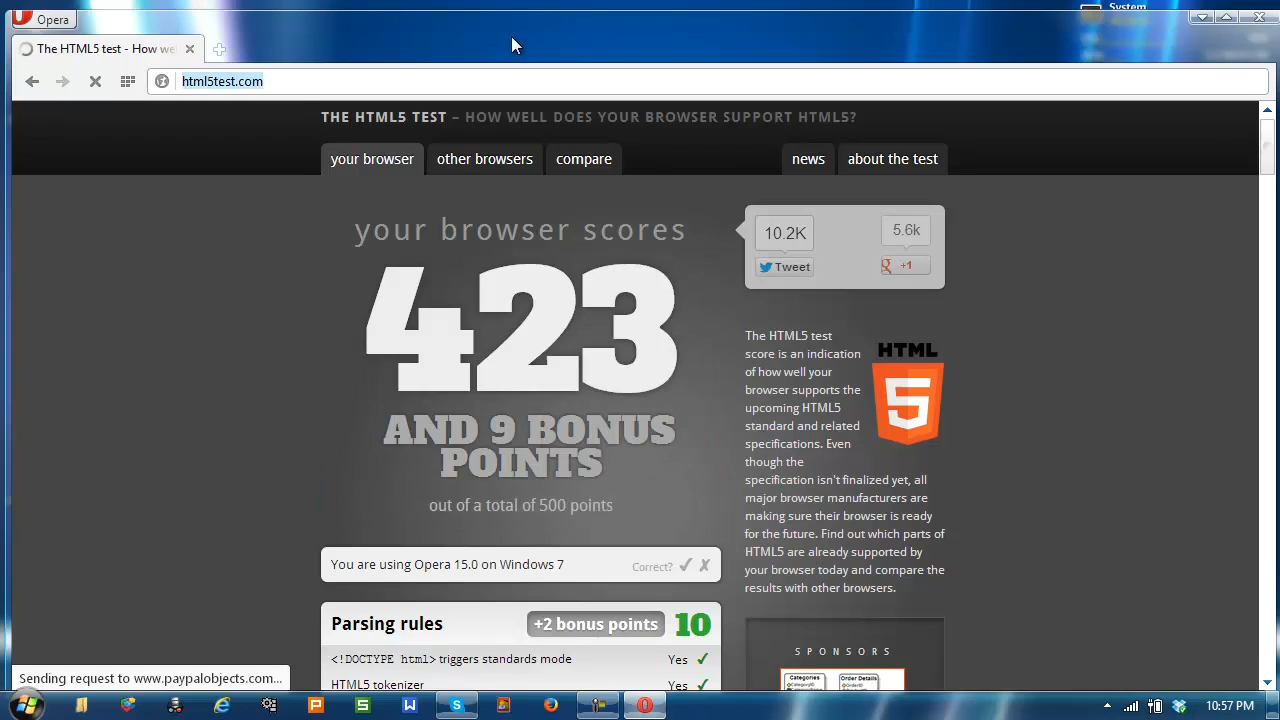 System
Opera
The HTML5 test - How we
html5test.com
THE HTML5 TEST – HOW WELL DOES YOUR BROWSER SUPPORT HTML5?
your browser
other browsers
compare
news
about the test
your browser scores
423
AND 9 BONUS
POINTS
out of a total of 500 points
You are using Opera 15.0 on Windows 7
Correct?
Parsing rules
+2 bonus points
10
<!DOCTYPE html> triggers standards mode
Yes
HTML5 tokenizer
Yes
10.2K
5.6k
Tweet
+1
The HTML5 test
score is an indication
of how well your
browser supports the
upcoming HTML5
standard and related
specifications. Even
though the
specification isn't finalized yet, all
major browser manufacturers are
making sure their browser is ready
for the future. Find out which parts of
HTML5 are already supported by
your browser today and compare the
results with other browsers.
HTML
5
SPONSORS
Categories
Order Details
Sending request to www.paypalobjects.com...
10:57 PM